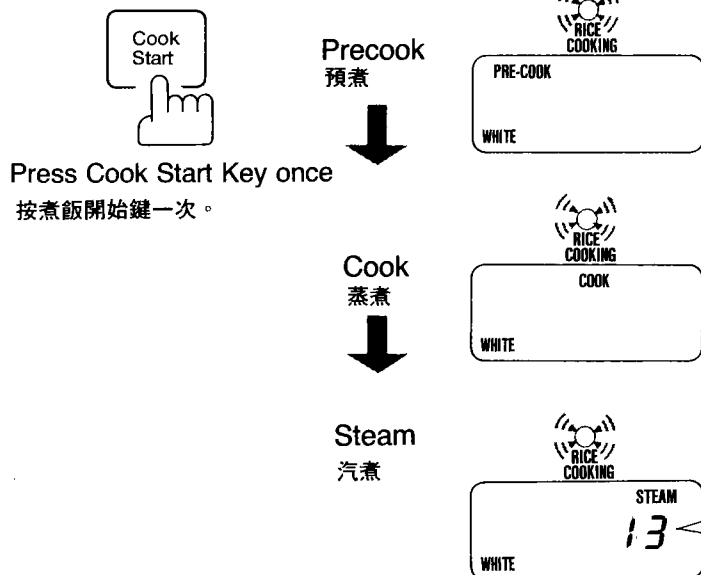 Cook
Start
Press Cook Start Key once
按煮飯開始鍵一次。
Precook
預煮
RICE
COOKING
PRE-COOK
WHITE
Cook
蒸煮
RICE
COOKING
COOK
WHITE
Steam
汽煮
RICE
COOKING
STEAM
13
WHITE